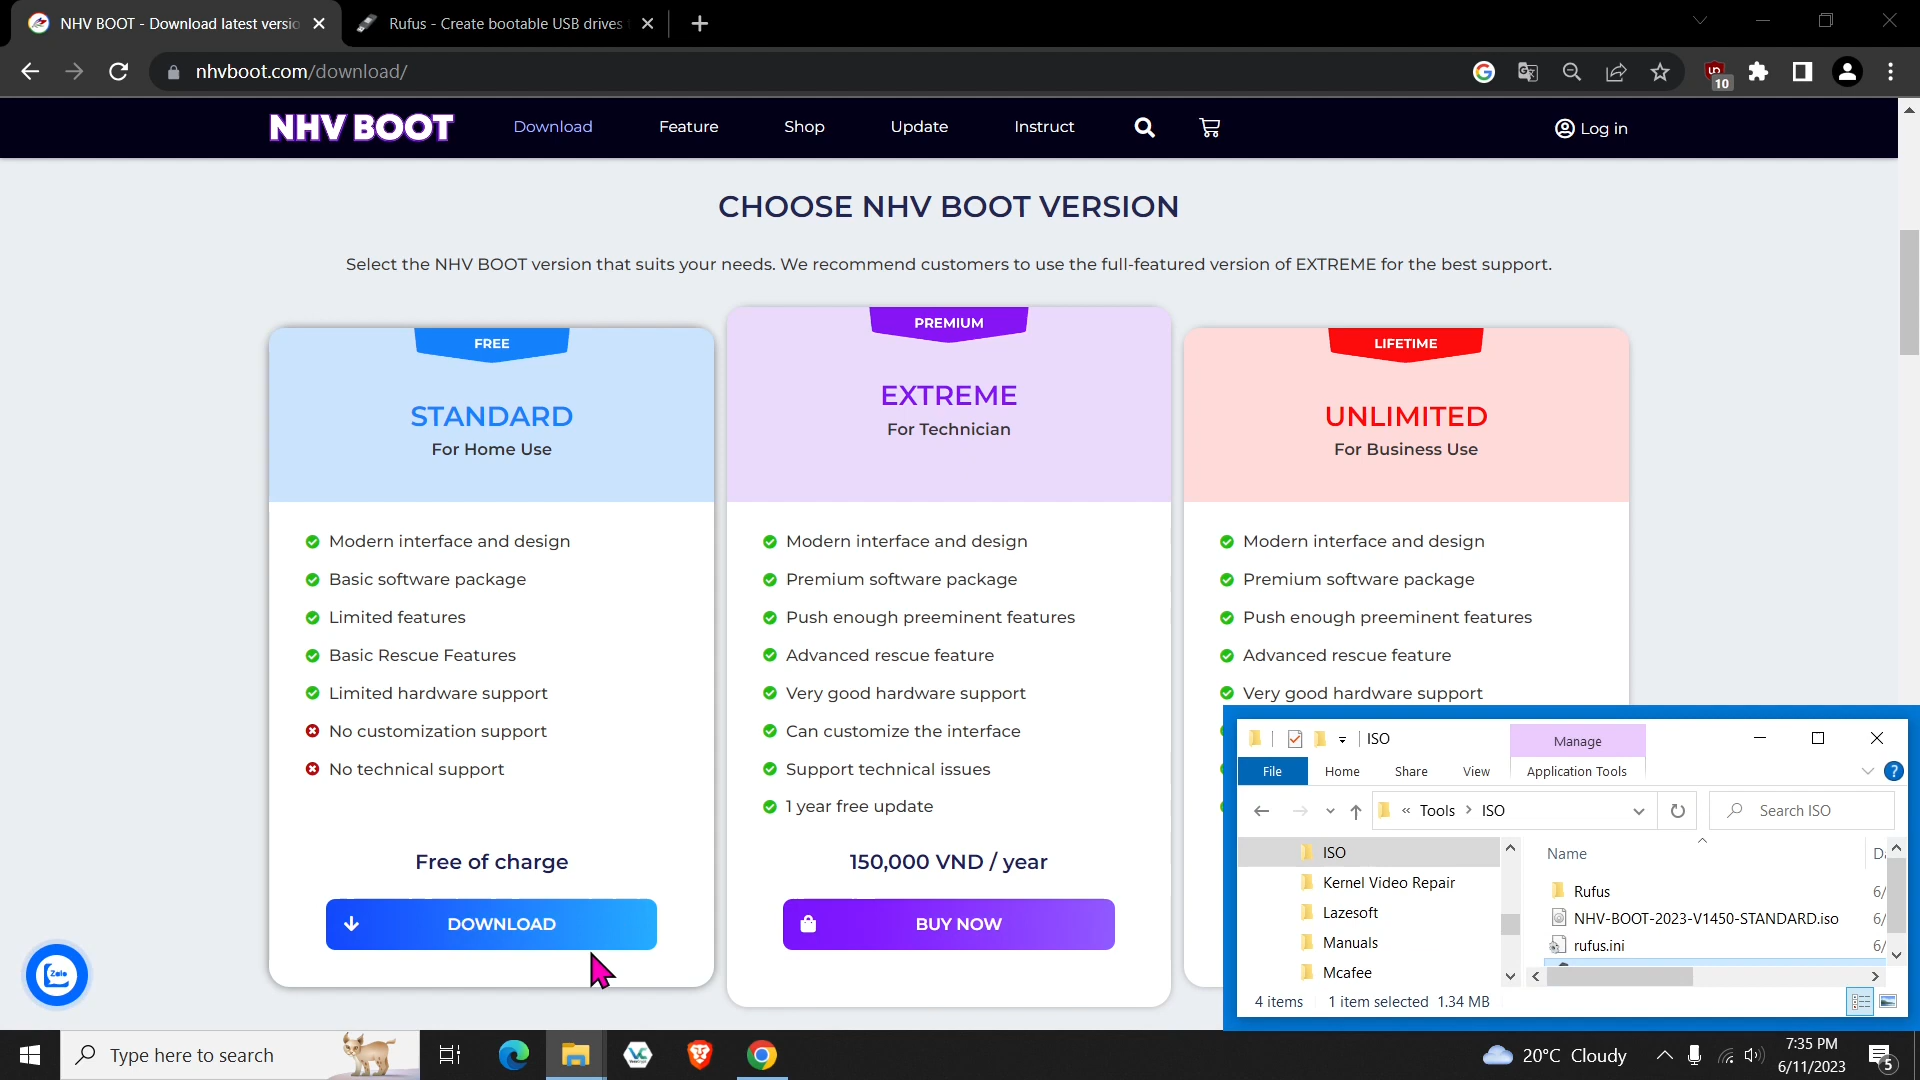 NHV BOOT - Download latest versio
Rufus - Create bootable USB drives
nhvboot.com/download/
10
NHV BOOT
Download
Feature
Shop
Update
Instruct
Log in
CHOOSE NHV BOOT VERSION
Select the NHV BOOT version that suits your needs. We recommend customers to use the full-featured version of EXTREME for the best support.
FREE
STANDARD
For Home Use
Modern interface and design
Basic software package
Limited features
Basic Rescue Features
Limited hardware support
No customization support
No technical support
Free of charge
DOWNLOAD
PREMIUM
EXTREME
For Technician
Modern interface and design
Premium software package
Push enough preeminent features
Advanced rescue feature
Very good hardware support
Can customize the interface
Support technical issues
1 year free update
150,000 VND / year
BUY NOW
LIFETIME
UNLIMITED
For Business Use
Modern interface and design
Premium software package
Push enough preeminent features
Advanced rescue feature
Very good hardware support
Zalo
ISO
Manage
File
Home
Share
View
Application Tools
« Tools > ISO
Search ISO
ISO
Kernel Video Repair
Lazesoft
Manuals
Mcafee
Name
Da
Rufus
6/
NHV-BOOT-2023-V1450-STANDARD.iso
6/
rufus.ini
6/
4 items
1 item selected 1.34 MB
Type here to search
20°C Cloudy
7:35 PM
6/11/2023
5